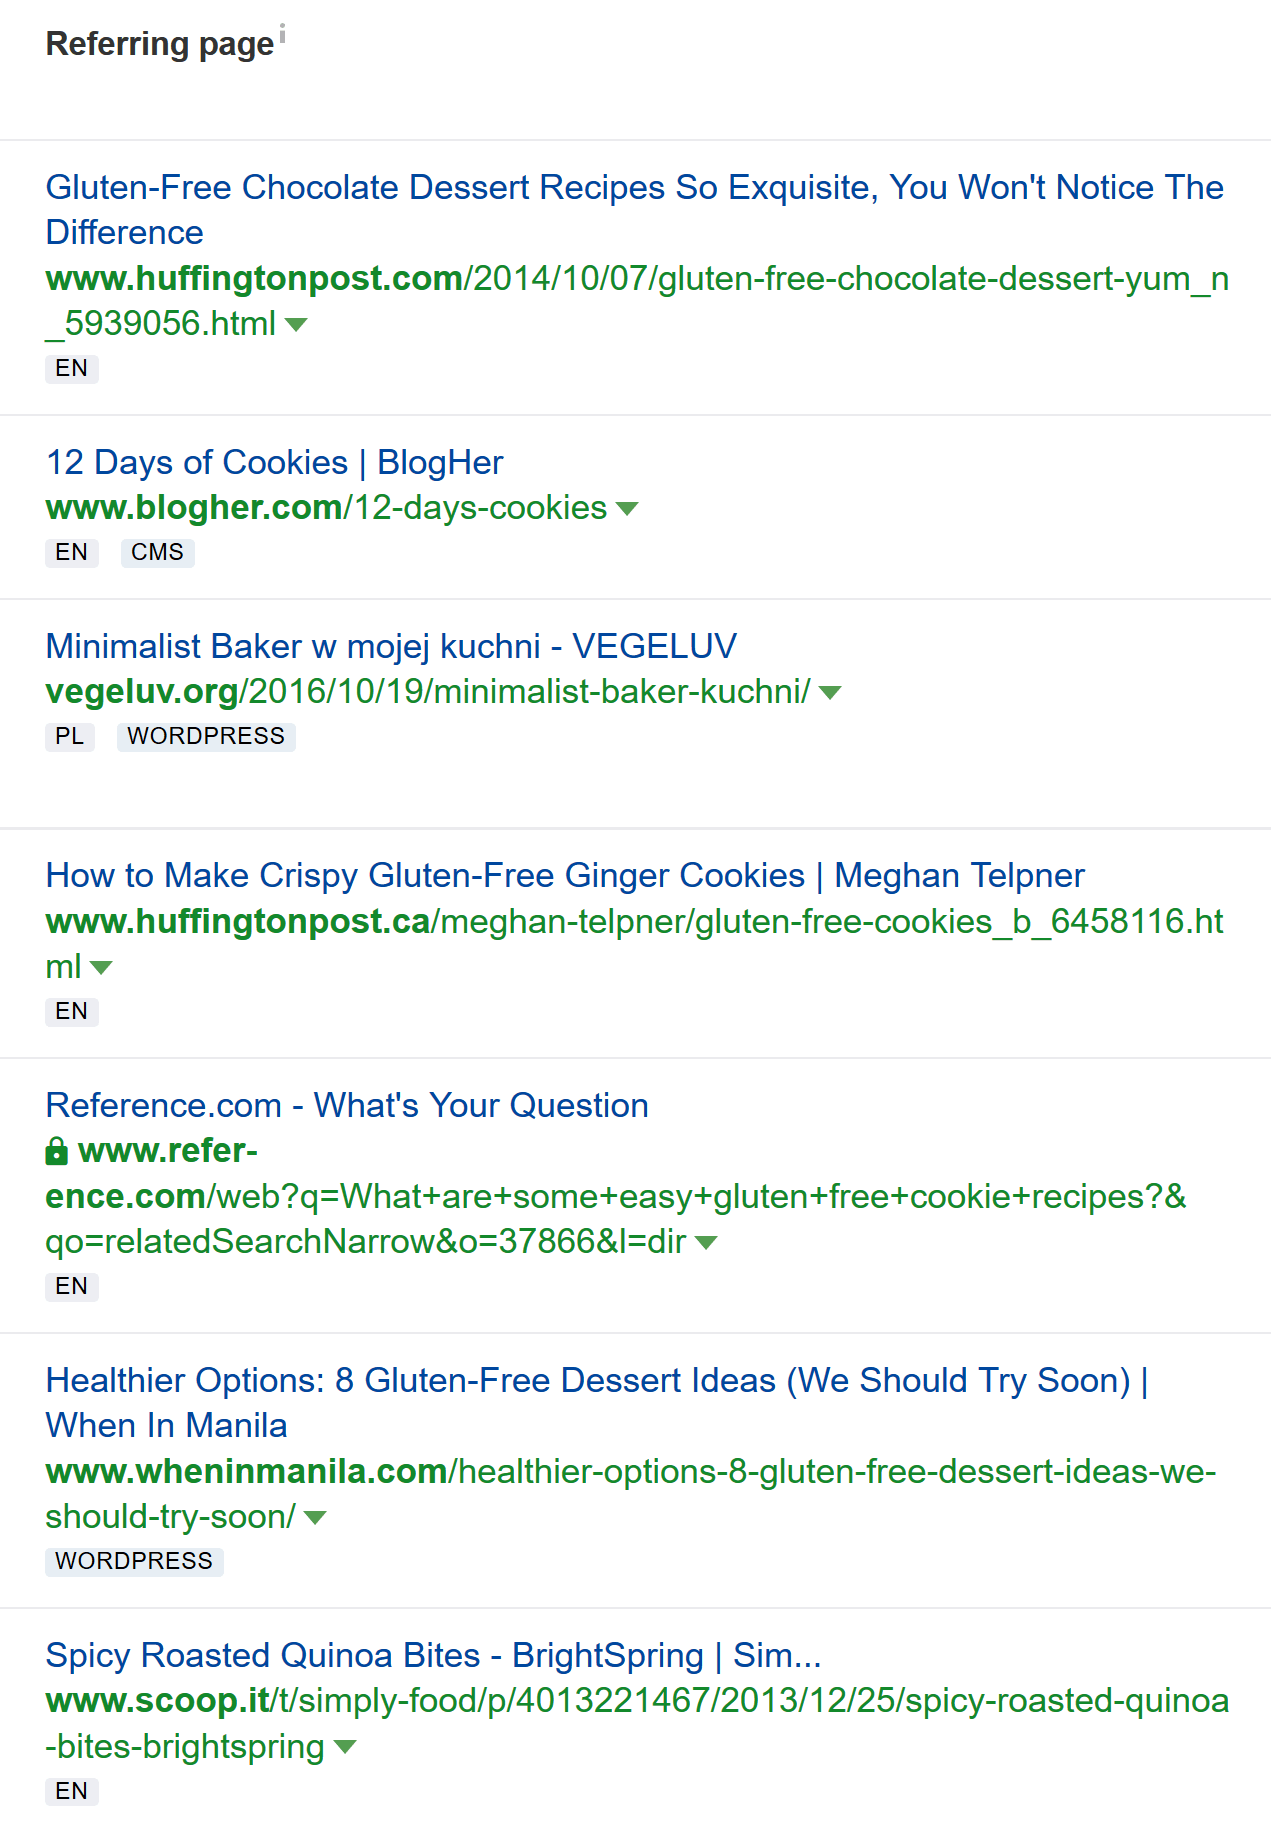 Referring page i
Gluten-Free Chocolate Dessert Recipes So Exquisite, You Won't Notice The
Difference
www.huffingtonpost.com/2014/10/07/gluten-free-chocolate-dessert-yum_n
_5939056.html
EN
12 Days of Cookies | BlogHer
www.blogher.com/12-days-cookies
EN CMS
Minimalist Baker w mojej kuchni - VEGELUV
vegeluv.org/2016/10/19/minimalist-baker-kuchni/
PL WORDPRESS
How to Make Crispy Gluten-Free Ginger Cookies | Meghan Telpner
www.huffingtonpost.ca/meghan-telpner/gluten-free-cookies_b_6458116.ht
ml
EN
Reference.com - What's Your Question
www.refer-
ence.com/web?q=What+are+some+easy+gluten+free+cookie+recipes?&
qo=relatedSearchNarrow&o=37866&l=dir
EN
Healthier Options: 8 Gluten-Free Dessert Ideas (We Should Try Soon) |
When In Manila
www.wheninmanila.com/healthier-options-8-gluten-free-dessert-ideas-we-
should-try-soon/
WORDPRESS
Spicy Roasted Quinoa Bites - BrightSpring | Sim...
www.scoop.it/t/simply-food/p/4013221467/2013/12/25/spicy-roasted-quinoa
-bites-brightspring
EN